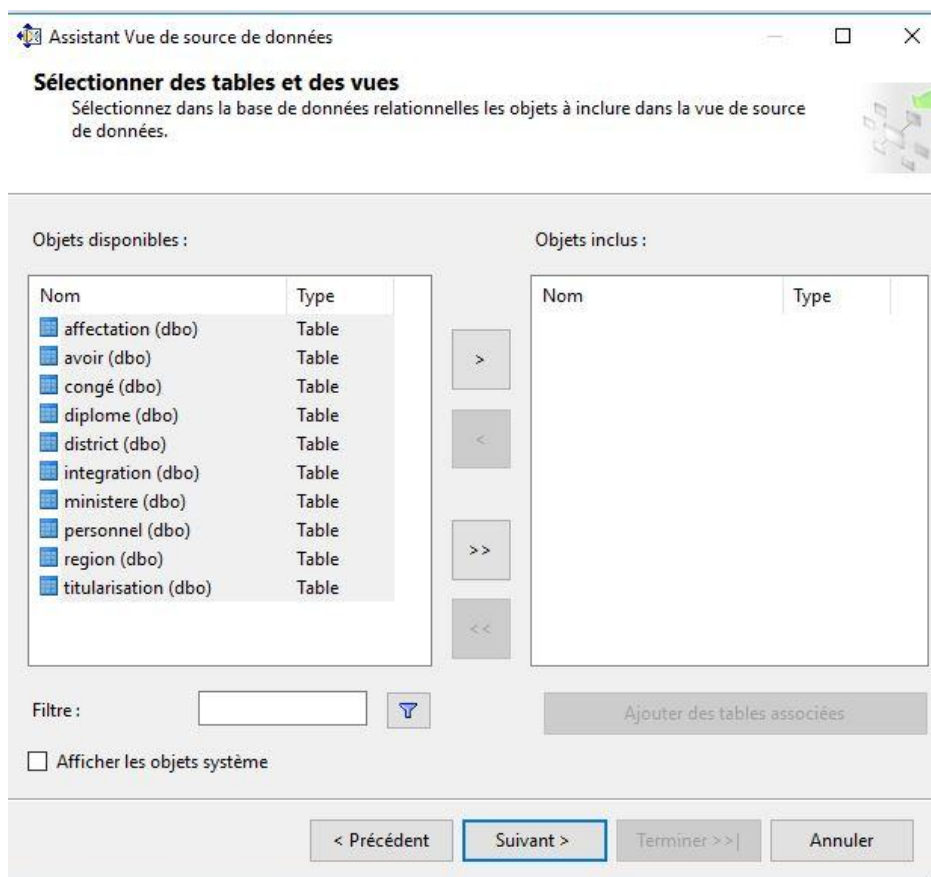 Assistant Vue de source de données
Sélectionner des tables et des vues
Sélectionnez dans la base de données relationnelles les objets à inclure dans la vue de source
de données.
Objets disponibles :
Objets inclus :
Nom Type
Nom Type
affectation (dbo) Table
avoir (dbo) Table
congé (dbo) Table
diplome (dbo) Table
district (dbo) Table
integration (dbo) Table
ministere (dbo) Table
personnel (dbo) Table
region (dbo) Table
titularisation (dbo) Table
>
<
>>
<<
Filtre :
Ajouter des tables associées
Afficher les objets système
< Précédent
Suivant >
Terminer >>|
Annuler